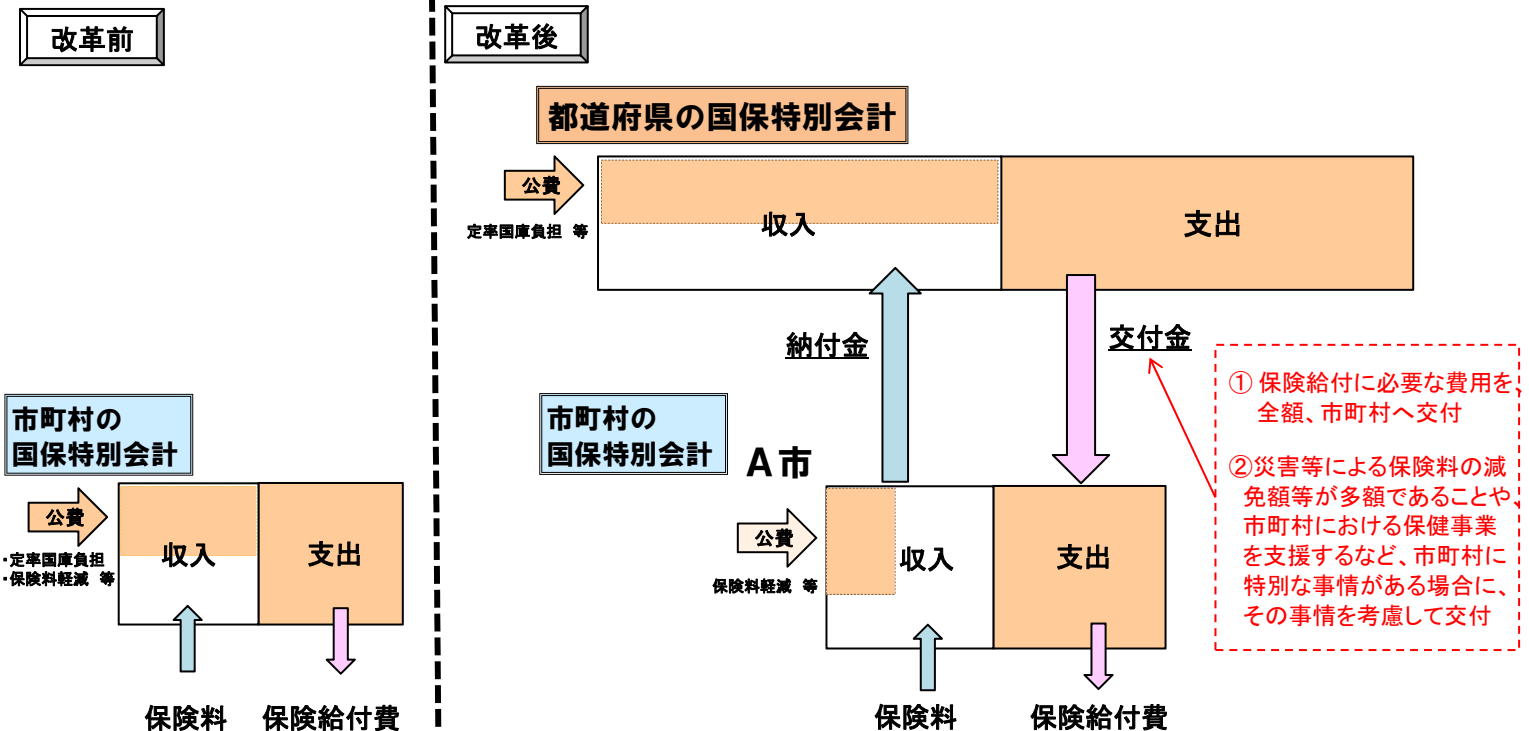 改革前
市町村の
国保特別会計
公費
・定率国庫負担
・保険料軽減 等
収入
支出
保険料
保険給付費
改革後
都道府県の国保特別会計
公費
定率国庫負担 等
収入
支出
納付金
交付金
① 保険給付に必要な費用を、
全額、市町村へ交付
②災害等による保険料の減
免額等が多額であることや、
市町村における保健事業
を支援するなど、市町村に
特別な事情がある場合に、
その事情を考慮して交付
市町村の
国保特別会計
A市
公費
保険料軽減 等
収入
支出
保険料
保険給付費